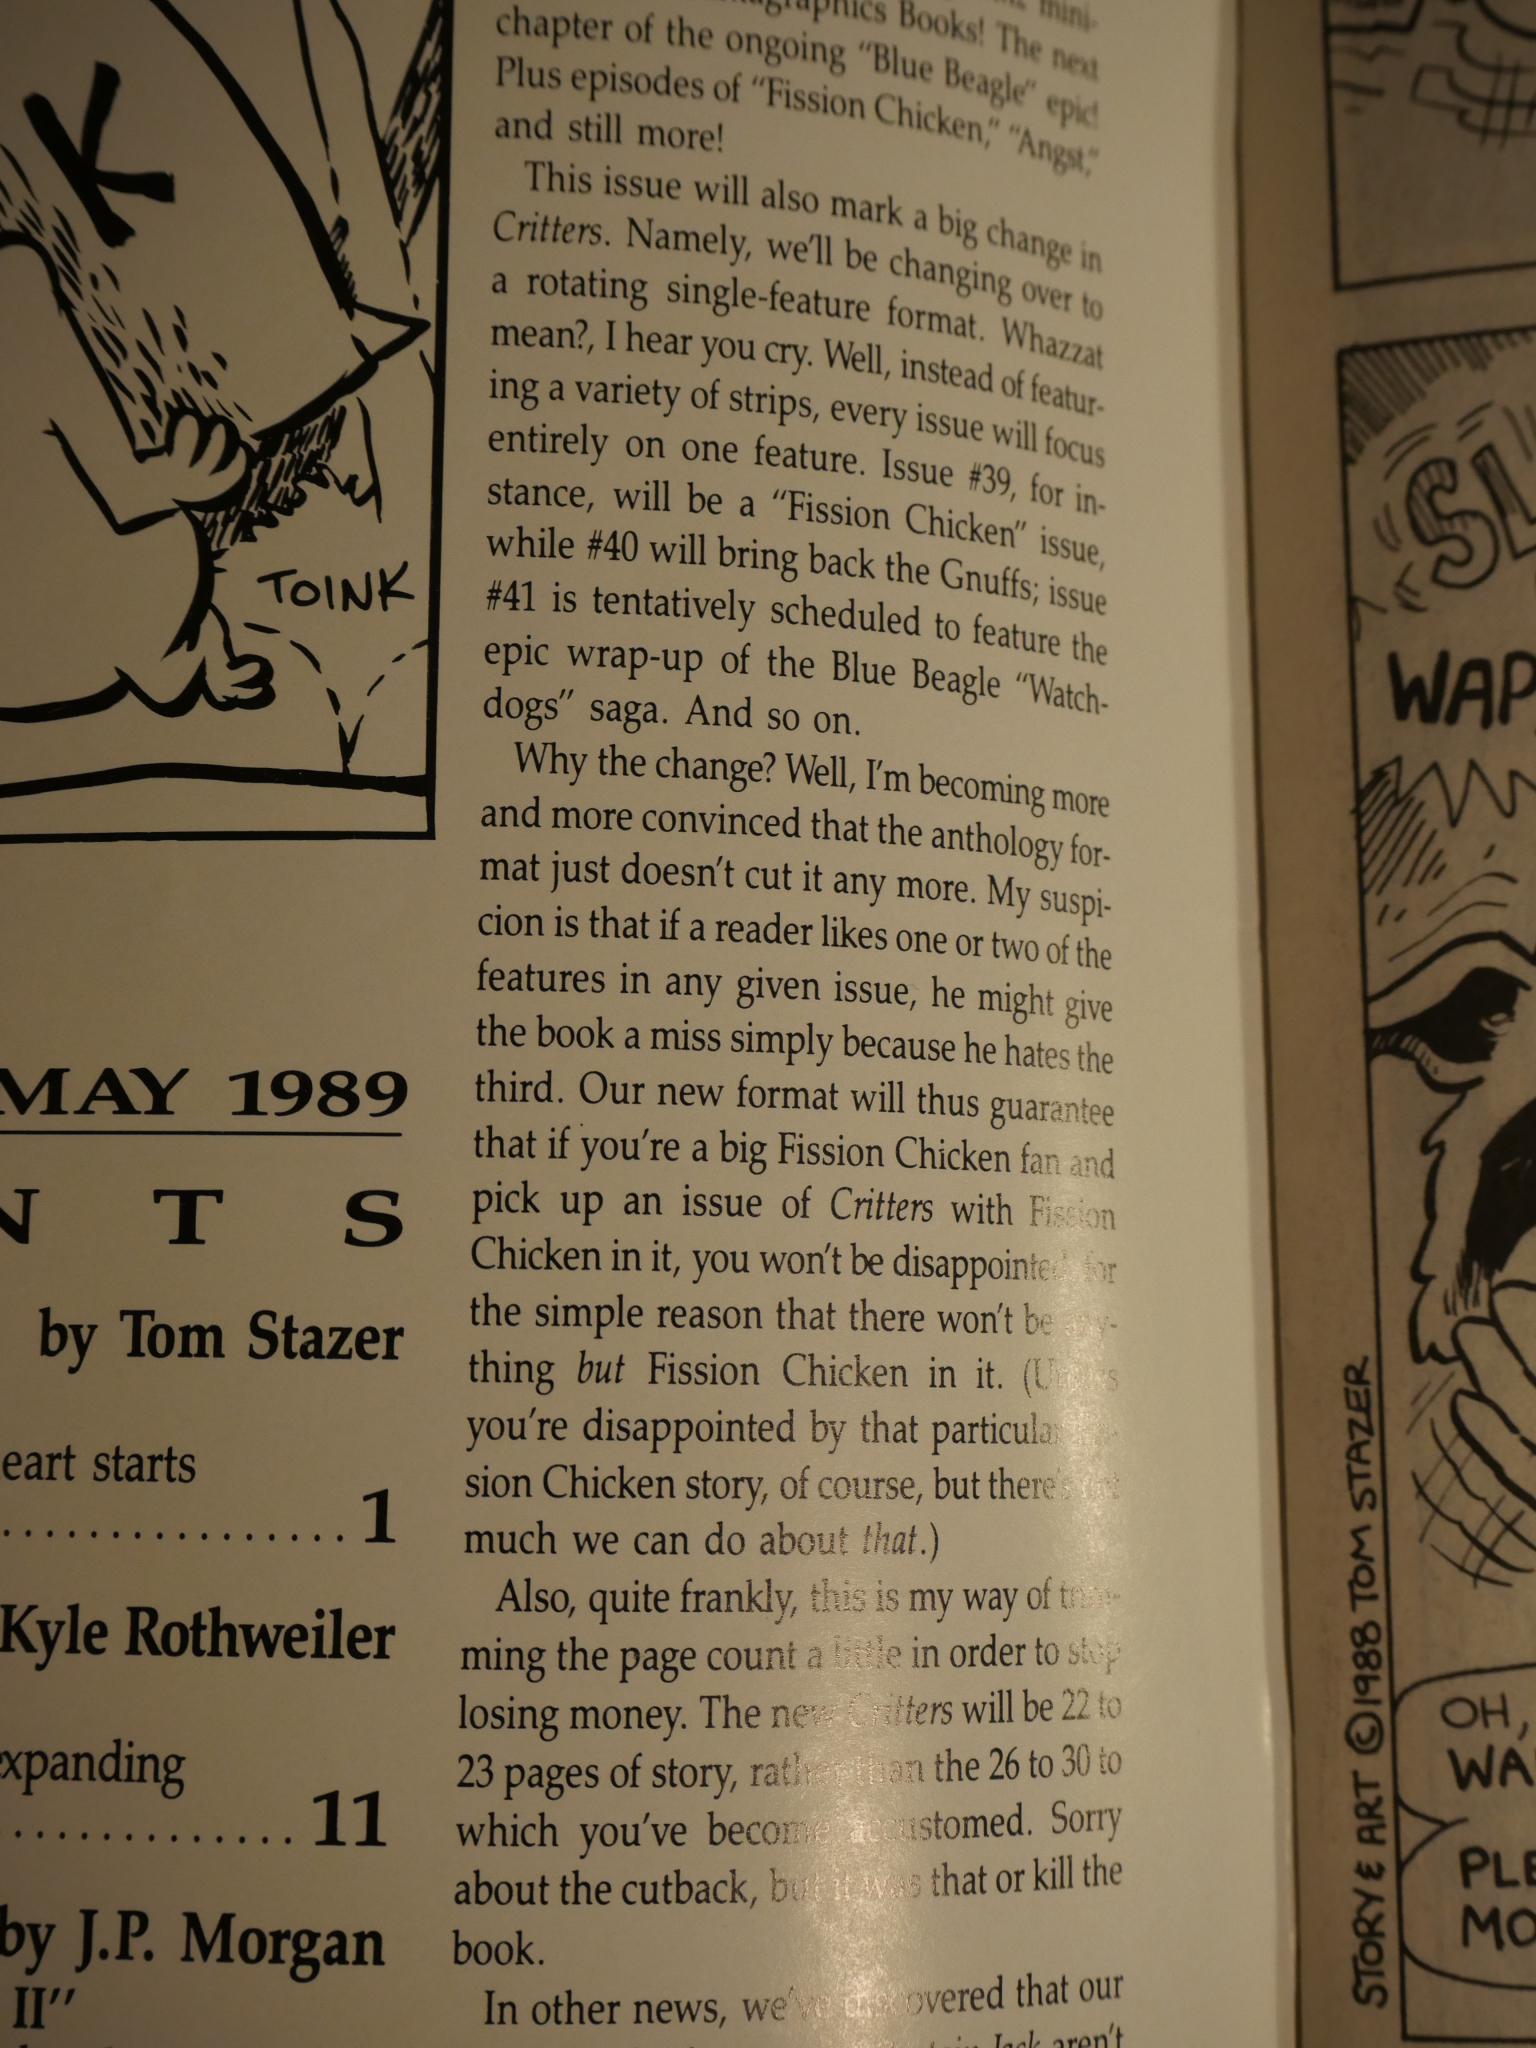 K
TOINK
MAY 1989
N T S
by Tom Stazer
eart starts
1
Kyle Rothweiler
expanding
11
by J.P. Morgan
II"
mini-
Books! The next
chapter of the ongoing "Blue Beagle" epic!
Plus episodes of "Fission Chicken," "Angst,"
and still more!
This issue will also mark a big change in
Critters. Namely, we'll be changing over to
a rotating single-feature format. Whazzat
mean?, I hear you cry. Well, instead of featur-
ing a variety of strips, every issue will focus
entirely on one feature. Issue #39, for in-
stance, will be a "Fission Chicken" issue,
while #40 will bring back the Gnuffs; issue
#41 is tentatively scheduled to feature the
epic wrap-up of the Blue Beagle "Watch-
dogs" saga. And so on.
Why the change? Well, I'm becoming more
and more convinced that the anthology for-
mat just doesn't cut it any more. My suspi-
cion is that if a reader likes one or two of the
features in any given issue, he might give
the book a miss simply because he hates the
third. Our new format will thus guarantee
that if you're a big Fission Chicken fan and
pick up an issue of Critters with Fission
Chicken in it, you won't be disappointed for
the simple reason that there won't be any-
thing but Fission Chicken in it. (Unless
you're disappointed by that particular Fis-
sion Chicken story, of course, but there's not
much we can do about that.)
Also, quite frankly, this is my way of trim-
ming the page count a little in order to stop
losing money. The new Critters will be 22 to
23 pages of story, rather than the 26 to 30 to
which you've become accustomed. Sorry
about the cutback, but it was that or kill the
book.
In other news, we've discovered that our
Jack aren't
SL
WAP
STORY & ART ©1988 TOM STAZER
OH,
WA
PLE
MO